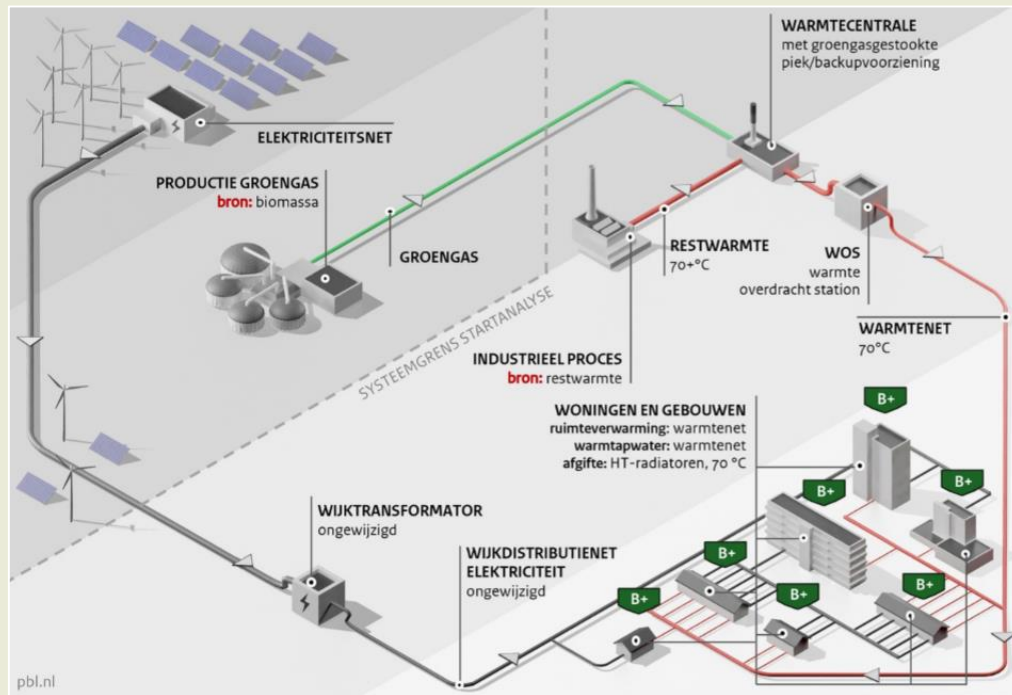 WARMTECENTRALE
met groengasgestookte
piek/backupvoorziening
ELEKTRICITEITSNET
PRODUCTIE GROENGAS
bron: biomassa
GROENGAS
RESTWARMTE
70+°C
WOS
warmte
overdracht station
WARMTENET
70°C
SYSTEEMGRENS STARTANALYSE
INDUSTRIEEL PROCES
bron: restwarmte
WONINGEN EN GEBOUWEN
ruimteverwarming: warmtenet
warmtapwater: warmtenet
afgifte: HT-radiatoren, 70 °C
B+
B+
B+
B+
B+
B+
B+
WIJKTRANSFORMATOR
ongewijzigd
WIJKDISTRIBUTIENET
ELEKTRICITEIT
ongewijzigd
pbl.nl